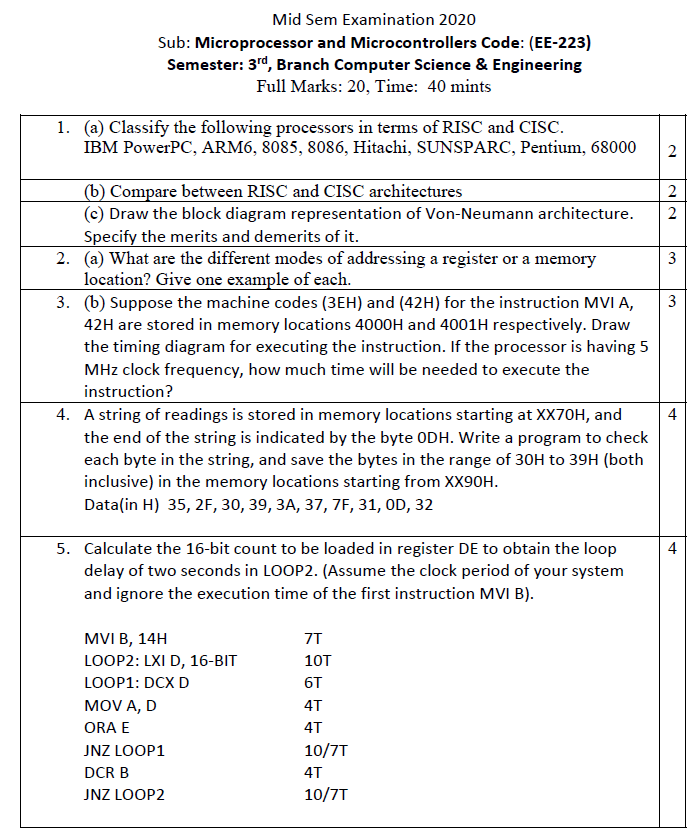 Mid Sem Examination 2020
Sub: Microprocessor and Microcontrollers Code: (EE-223)
Semester: 3rd, Branch Computer Science & Engineering
Full Marks: 20, Time: 40 mints
1. (a) Classify the following processors in terms of RISC and CISC.
IBM PowerPC, ARM6, 8085, 8086, Hitachi, SUNSPARC, Pentium, 68000 2
(b) Compare between RISC and CISC architectures 2
(c) Draw the block diagram representation of Von-Neumann architecture. 2
Specify the merits and demerits of it.
2. (a) What are the different modes of addressing a register or a memory 3
location? Give one example of each.
3. (b) Suppose the machine codes (3EH) and (42H) for the instruction MVI A, 3
42H are stored in memory locations 4000H and 4001H respectively. Draw
the timing diagram for executing the instruction. If the processor is having 5
MHz clock frequency, how much time will be needed to execute the
instruction?
4. A string of readings is stored in memory locations starting at XX70H, and 4
the end of the string is indicated by the byte 0DH. Write a program to check
each byte in the string, and save the bytes in the range of 30H to 39H (both
inclusive) in the memory locations starting from XX90H.
Data(in H) 35, 2F, 30, 39, 3A, 37, 7F, 31, 0D, 32
5. Calculate the 16-bit count to be loaded in register DE to obtain the loop 4
delay of two seconds in LOOP2. (Assume the clock period of your system
and ignore the execution time of the first instruction MVI B).
MVI B, 14H 7T
LOOP2: LXI D, 16-BIT 10T
LOOP1: DCX D 6T
MOV A, D 4T
ORA E 4T
JNZ LOOP1 10/7T
DCR B 4T
JNZ LOOP2 10/7T